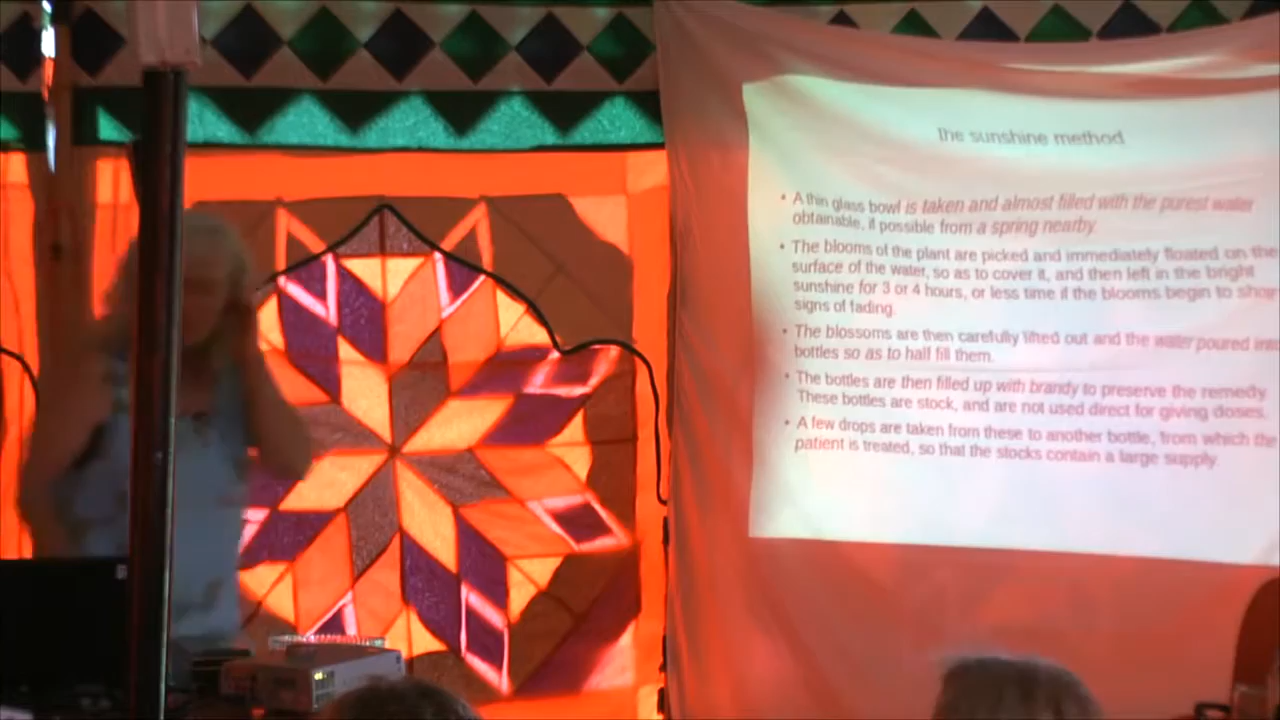 The sunshine method
• A thin glass bowl is taken and almost filled with the purest water
obtainable, if possible from a spring nearby
• The blooms of the plant are picked and immediately floated on the
surface of the water, so as to cover it, and then left in the bright
sunshine for 3 or 4 hours, or less time if the blooms begin to show
signs of fading.
• The blossoms are then carefully lifted out and the water poured into
bottles so as to half fill them.
• The bottles are then filled up with brandy to preserve the remedy.
These bottles are stock, and are not used direct for giving doses.
• A few drops are taken from these to another bottle, from which the
patient is treated, so that the stocks contain a large supply.